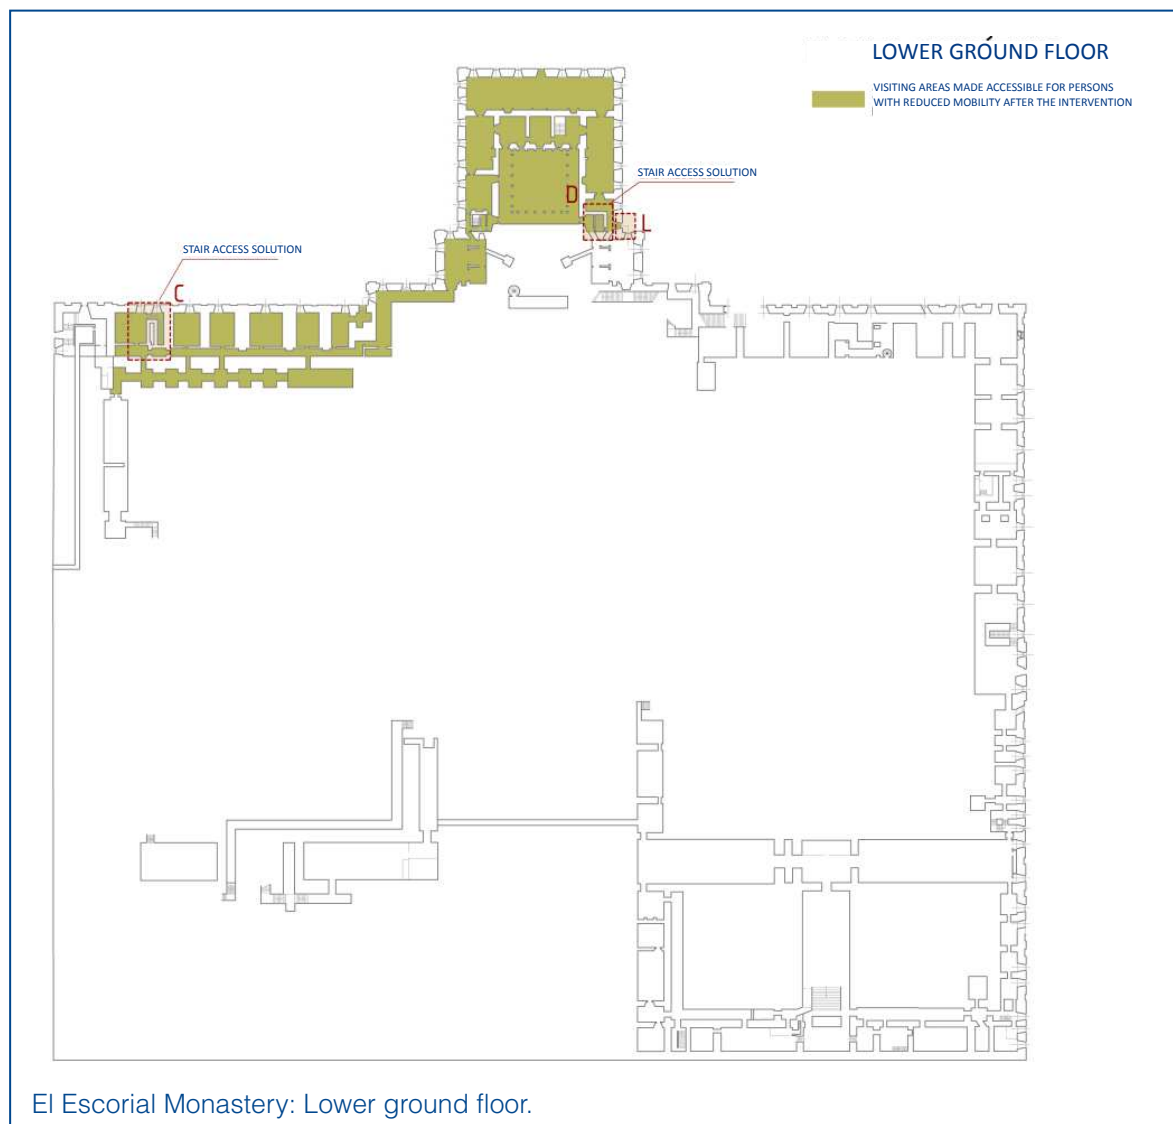 LOWER GROUND FLOOR
VISITING AREAS MADE ACCESSIBLE FOR PERSONS
WITH REDUCED MOBILITY AFTER THE INTERVENTION
STAIR ACCESS SOLUTION
D
L
STAIR ACCESS SOLUTION
C
El Escorial Monastery: Lower ground floor.